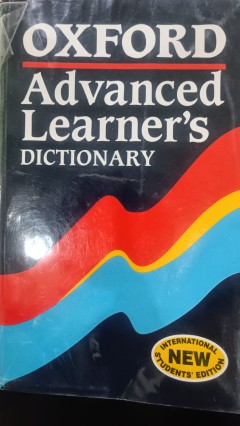 OXFORD
Advanced
Learner's
DICTIONARY
INTERNATIONAL
NEW
STUDENTS' EDITION